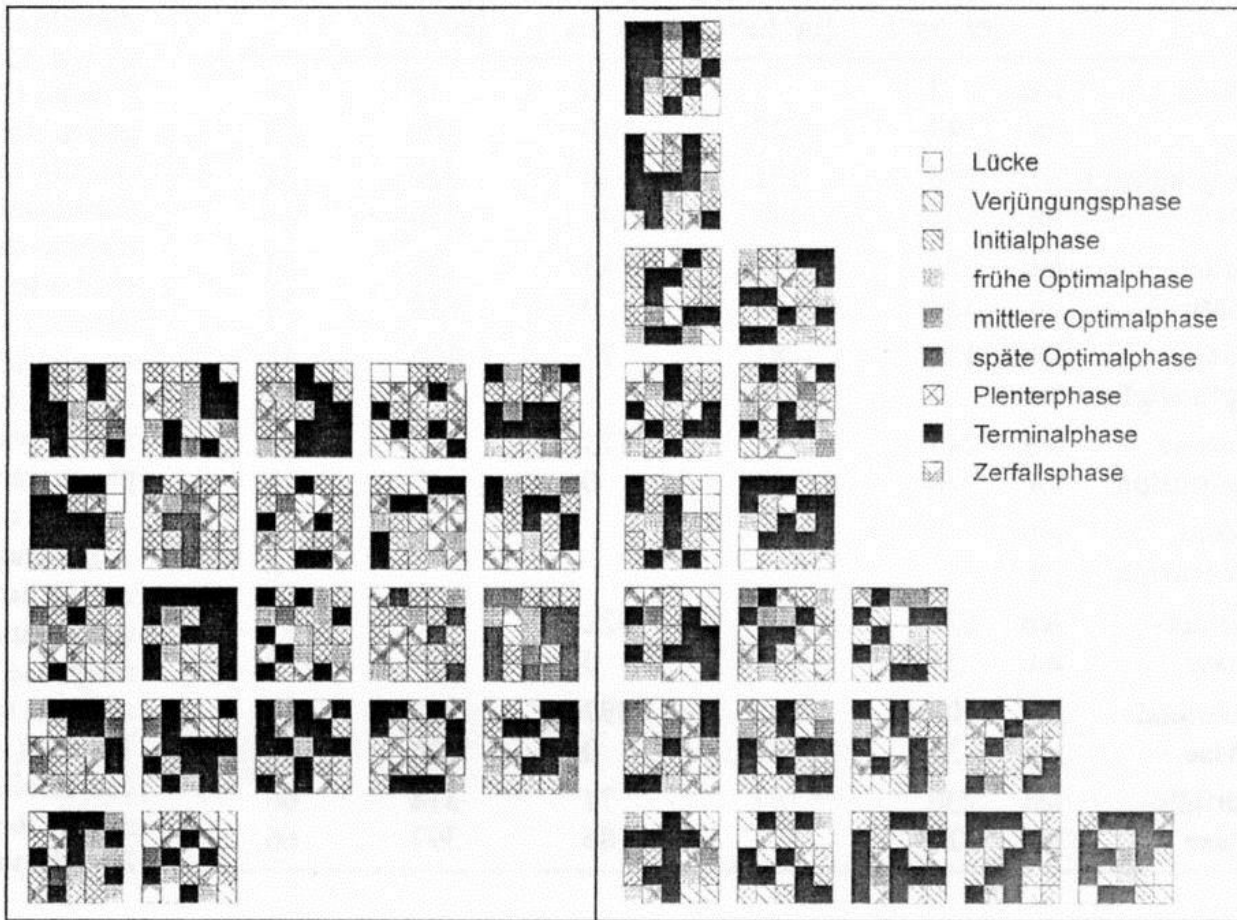 Lücke
Verjüngungsphase
Initialphase
frühe Optimalphase
mittlere Optimalphase
späte Optimalphase
Plenterphase
Terminalphase
Zerfallsphase